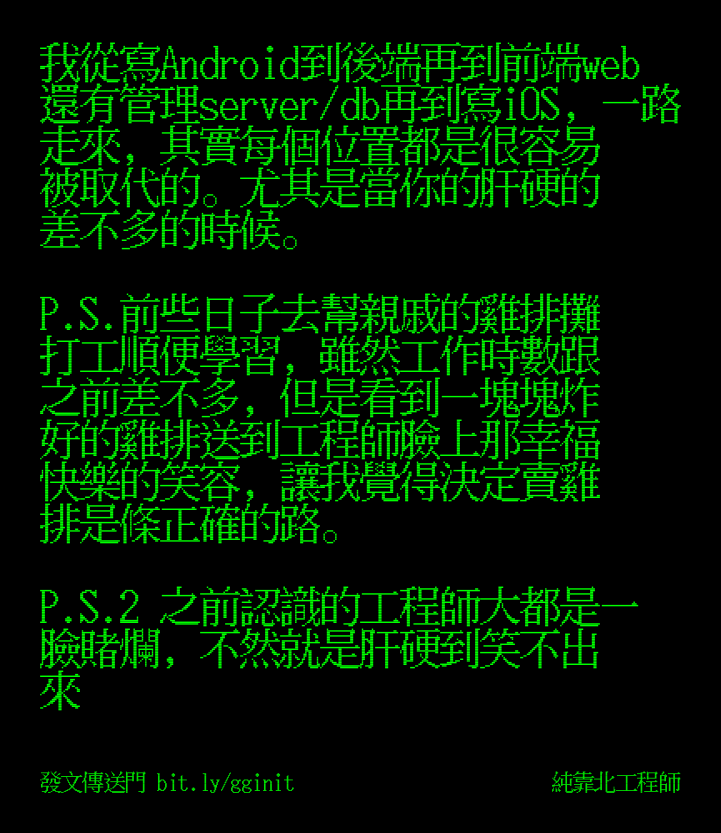 我從寫Android到後端再到前端web
還有管理server/db再到寫iOS, 一路
走來, 其實每個位置都是很容易
被取代的。尤其是當你的肝硬的
差不多的時候。
P.S.前些日子去幫親戚的雞排攤
打工順便學習, 雖然工作時數跟
之前差不多, 但是看到一塊塊炸
好的雞排送到工程師臉上那幸福
快樂的笑容, 讓我覺得決定賣雞
排是條正確的路。
P.S.2 之前認識的工程師大都是一
臉賭爛, 不然就是肝硬到笑不出
來
發文傳送門 bit.ly/gginit
純靠北工程師